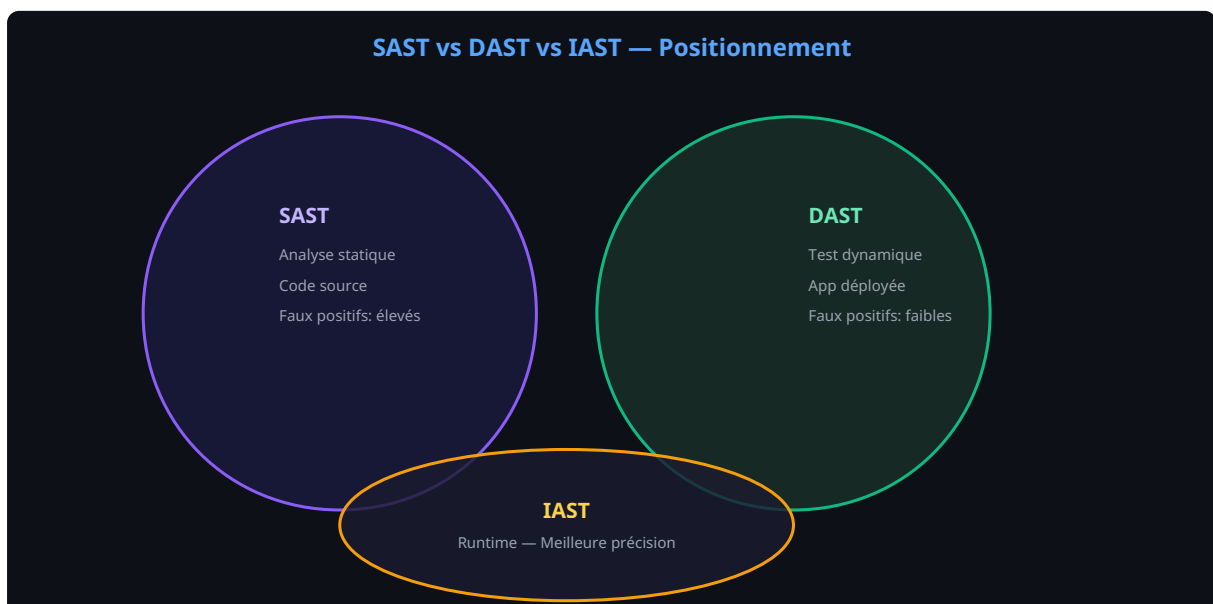 SAST vs DAST vs IAST — Positionnement
SAST
Analyse statique
Code source
Faux positifs: élevés
DAST
Test dynamique
App déployée
Faux positifs: faibles
IAST
Runtime — Meilleure précision